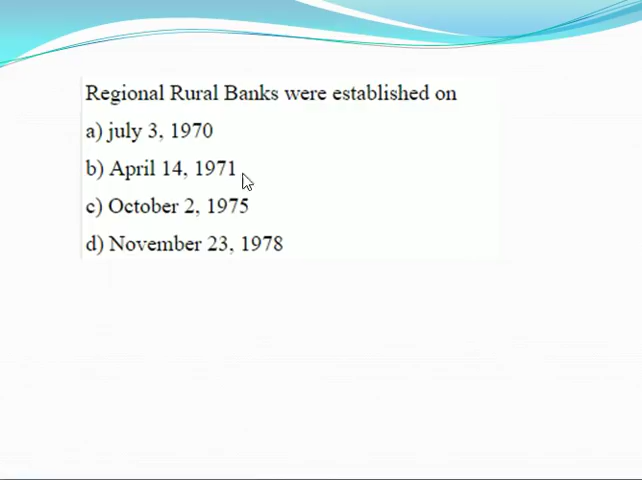 Regional Rural Banks were established on
a) july 3, 1970
b) April 14, 1971
c) October 2, 1975
d) November 23, 1978